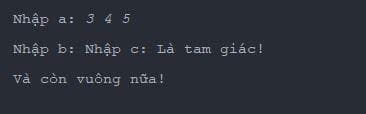 Nhập a: 3 4 5
Nhập b: Nhập c: Là tam giác!
Và còn vuông nữa!